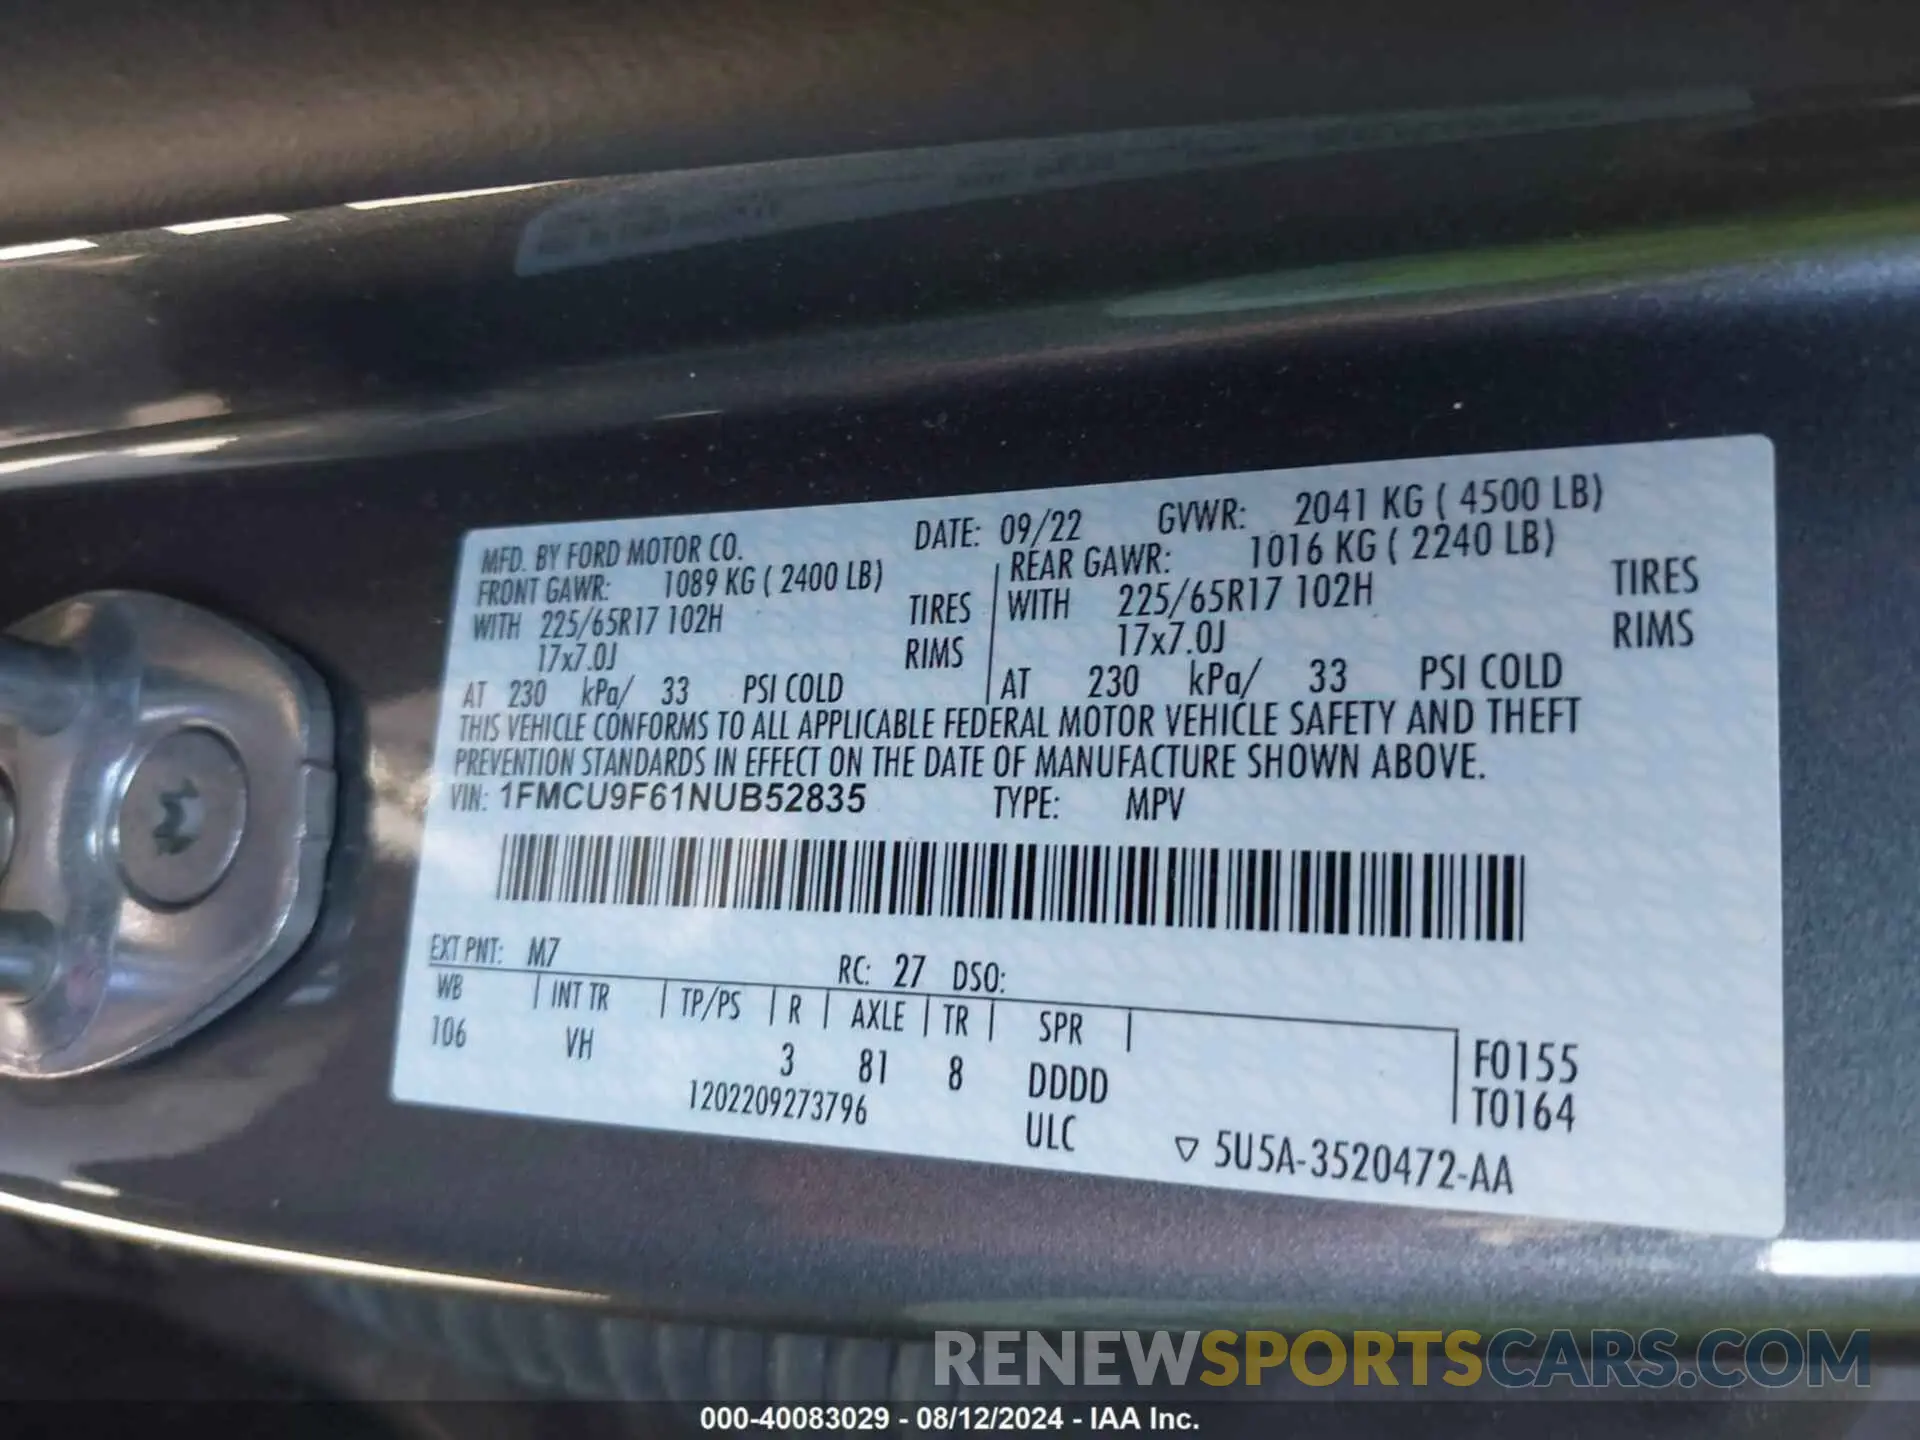 MFD. BY FORD MOTOR CO. DATE: 09/22 GVWR: 2041 KG ( 4500 LB)
FRONT GAWR: 1089 KG ( 2400 LB) REAR GAWR: 1016 KG ( 2240 LB)
WITH 225/65R17 102H TIRES WITH 225/65R17 102H TIRES
17x7.0J RIMS 17x7.0J RIMS
AT 230 kPa/ 33 PSI COLD AT 230 kPa/ 33 PSI COLD
THIS VEHICLE CONFORMS TO ALL APPLICABLE FEDERAL MOTOR VEHICLE SAFETY AND THEFT
PREVENTION STANDARDS IN EFFECT ON THE DATE OF MANUFACTURE SHOWN ABOVE.
VIN: 1FMCU9F61NUB52835 TYPE: MPV
EXT PNT: M7 RC: 27 DSO:
WB INT TR TP/PS R AXLE TR SPR
106 VH 3 81 8 DDDD F0155
1202209273796 ULC T0164
▽ 5U5A-3520472-AA
RENEWSPORTSCARS.COM
000-40083029 - 08/12/2024 - IAA Inc.